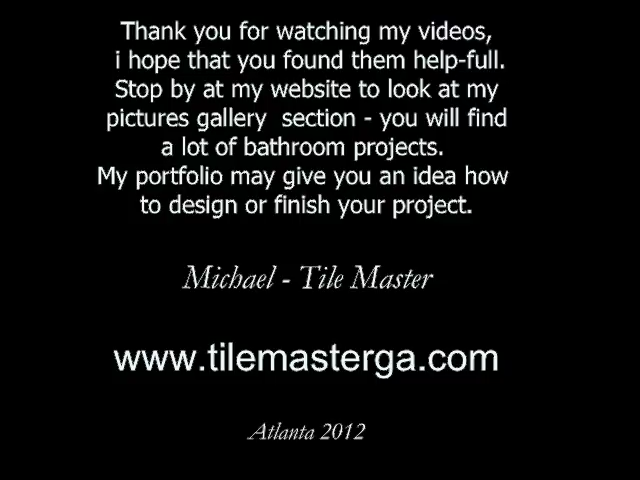 Thank you for watching my videos,
i hope that you found them help-full.
Stop by at my website to look at my
pictures gallery  section - you will find
a lot of bathroom projects.
My portfolio may give you an idea how
to design or finish your project.
Michael - Tile Master
www.tilemasterga.com
Atlanta 2012